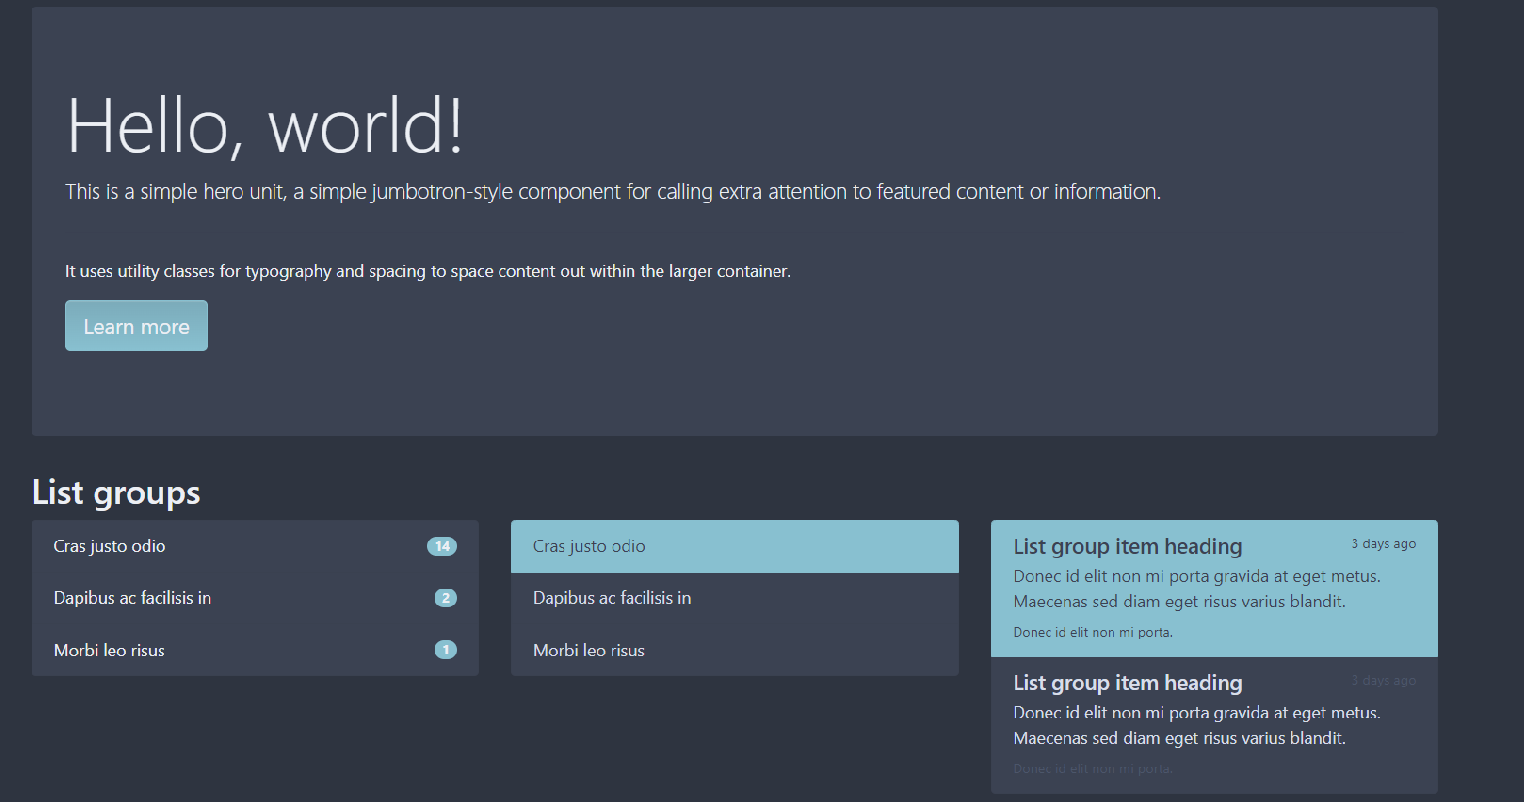 Hello, world!
This is a simple hero unit, a simple jumbotron-style component for calling extra attention to featured content or information.
It uses utility classes for typography and spacing to space content out within the larger container.
Learn more
List groups
Cras justo odio 14
Dapibus ac facilisis in 2
Morbi leo risus 1
Cras justo odio
Dapibus ac facilisis in
Morbi leo risus
List group item heading 3 days ago
Donec id elit non mi porta gravida at eget metus.
Maecenas sed diam eget risus varius blandit.
Donec id elit non mi porta.
List group item heading 3 days ago
Donec id elit non mi porta gravida at eget metus.
Maecenas sed diam eget risus varius blandit.
Donec id elit non mi porta.